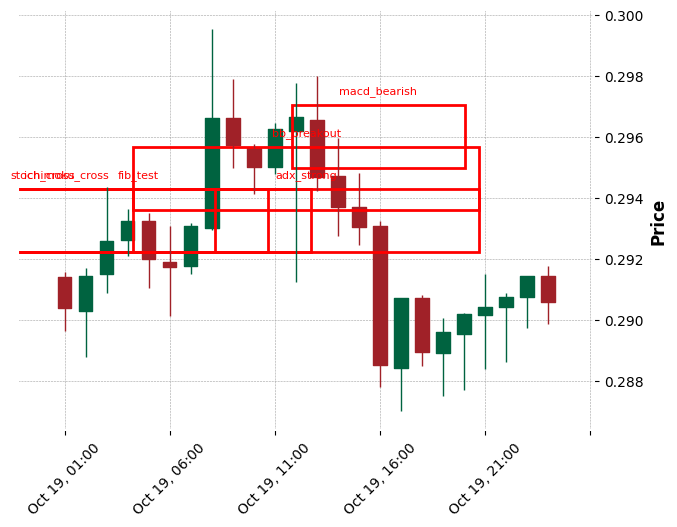 0.300
0.298
macd_bearish
0.296
stoch_cross
fib_test
adx_strong
0.294
Price
0.292
0.290
0.288
Oct 19, 01:00
Oct 19, 06:00
Oct 19, 11:00
Oct 19, 16:00
Oct 19, 21:00